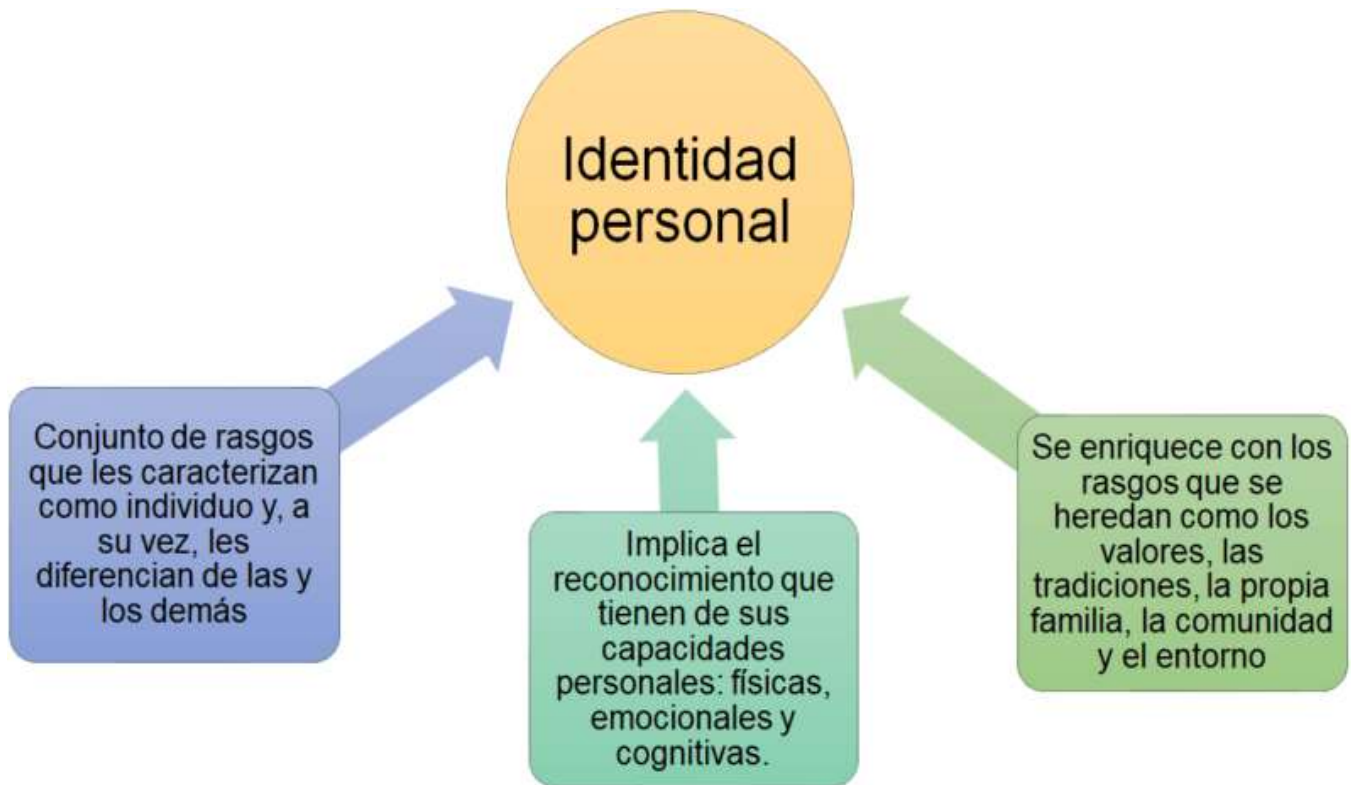 Identidad
personal
Conjunto de rasgos
que les caracterizan
como individuo y, a
su vez, les
diferencian de las y
los demás
Implica el
reconocimiento que
tienen de sus
capacidades
personales: físicas,
emocionales y
cognitivas.
Se enriquece con los
rasgos que se
heredan como los
valores, las
tradiciones, la propia
familia, la comunidad
y el entorno